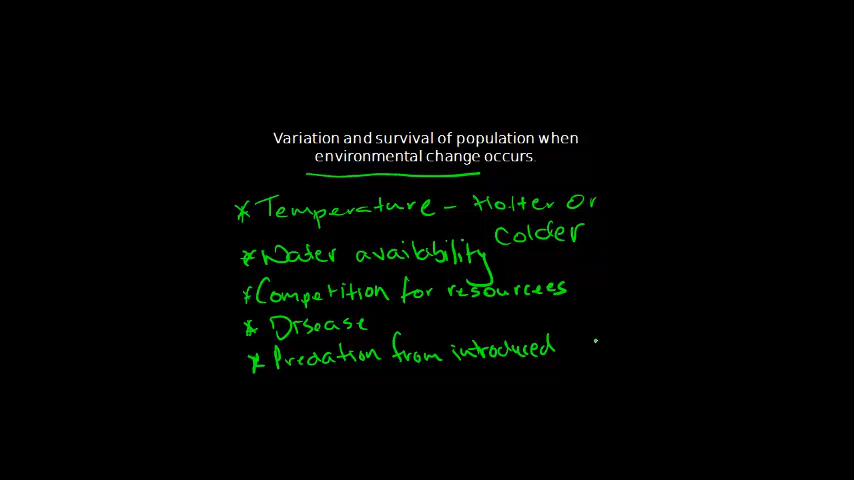 Variation and survival of population when
environmental change occurs.
* Temperature - Hotter Or
Colder
* Water availability
* Competition for resourcees
* Disease
* Predation from introduced